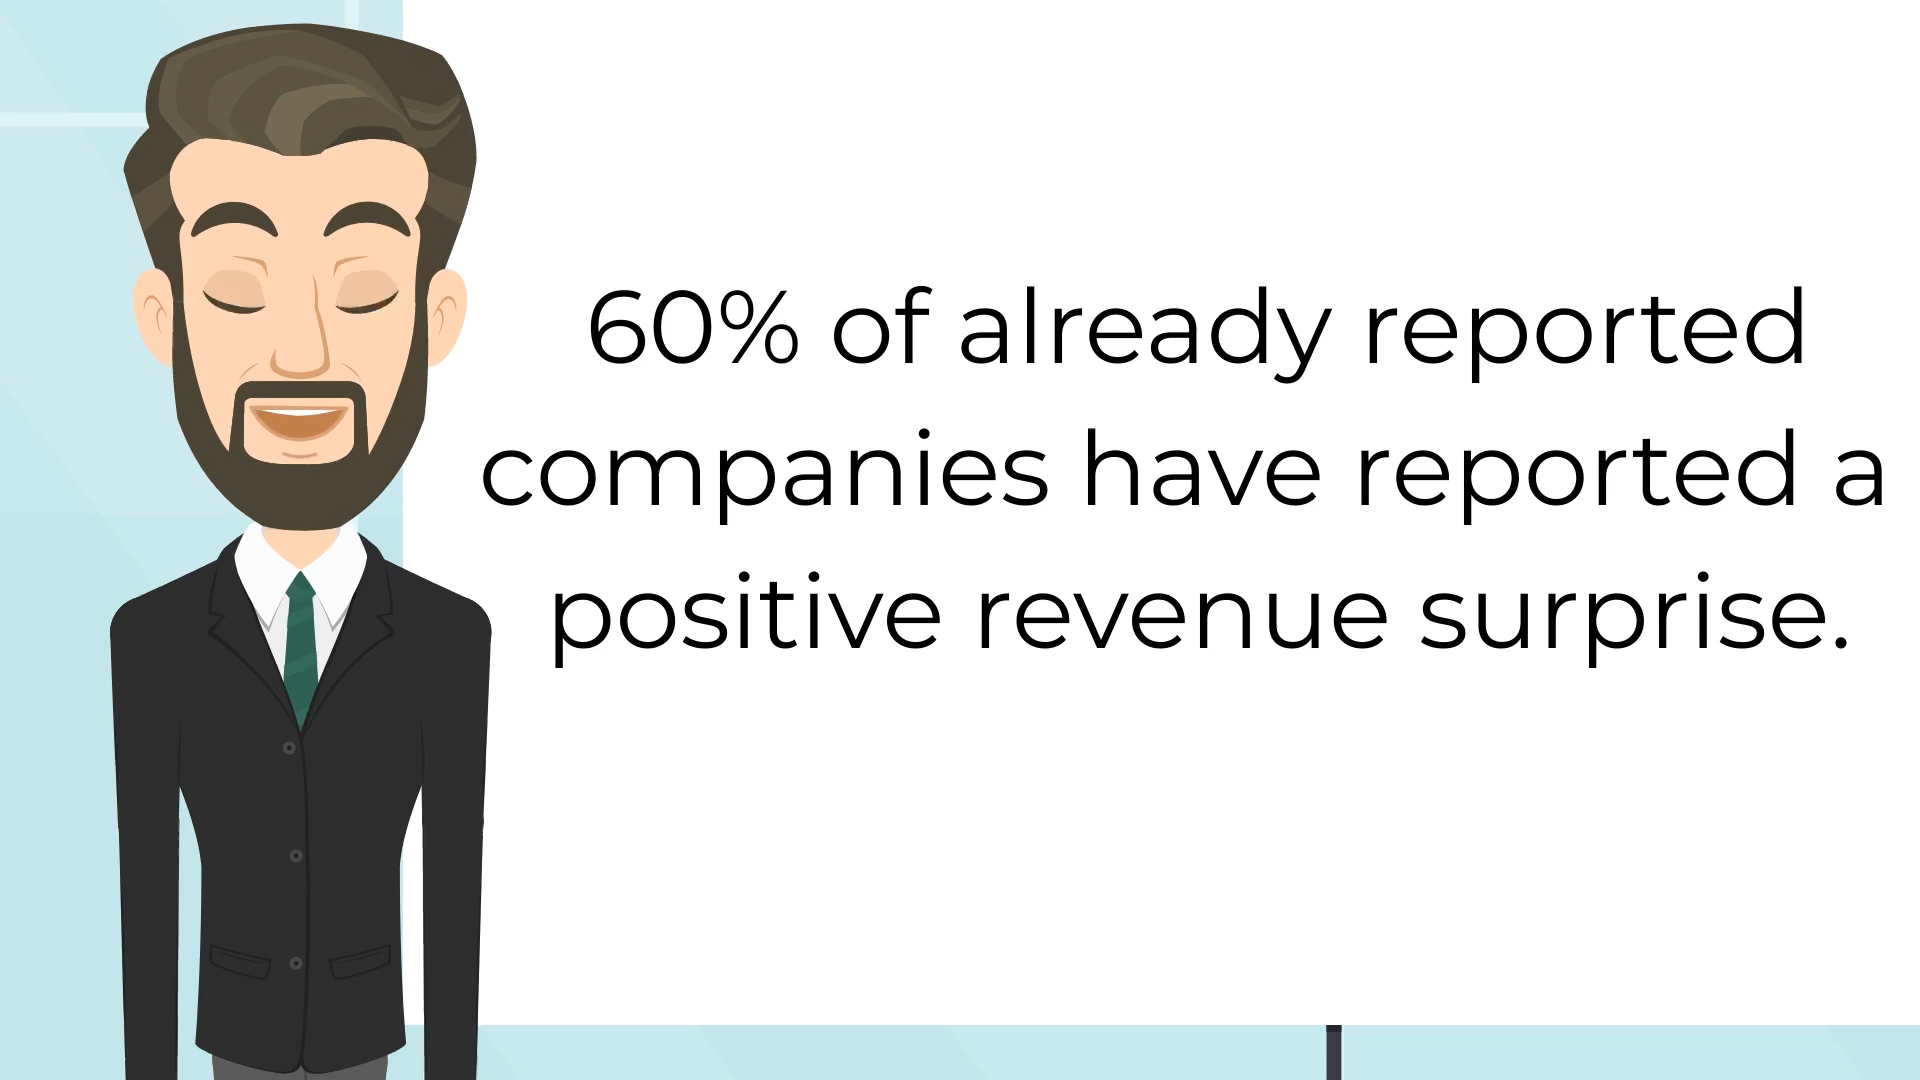 60% of already reported
companies have reported a
positive revenue surprise.